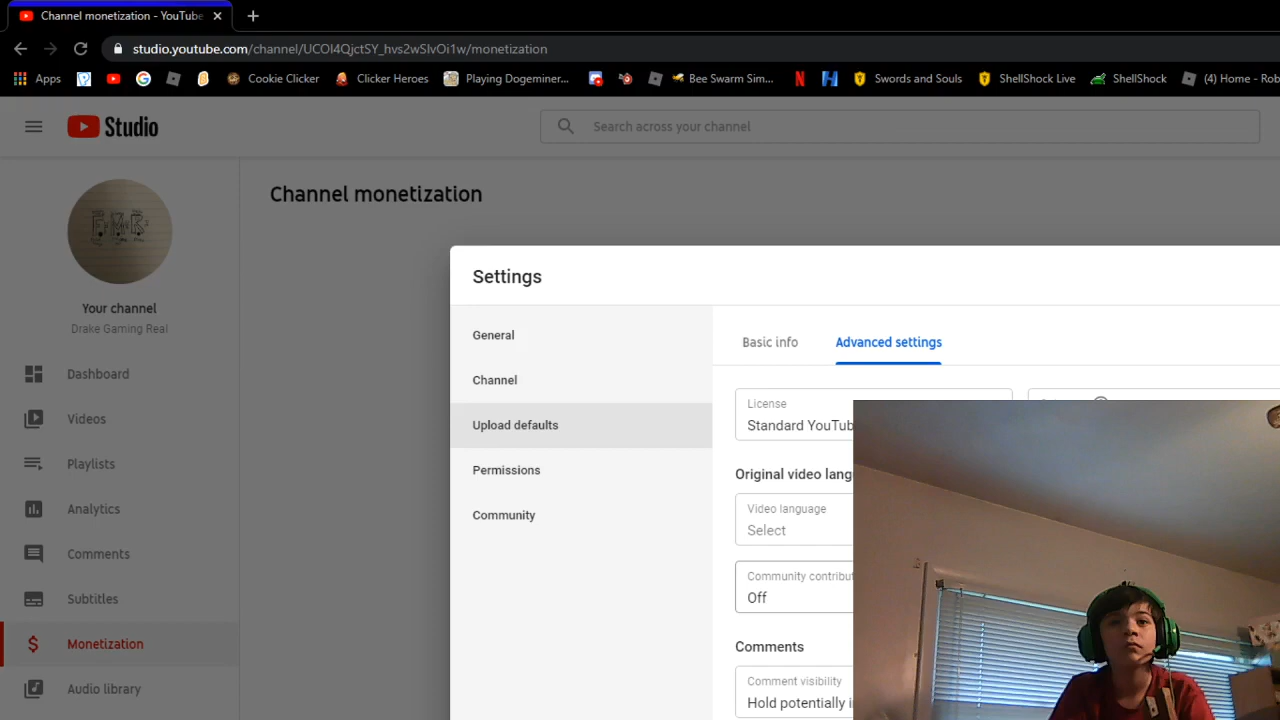 Channel monetization - YouTube
studio.youtube.com/channel/UCOl4QjctSY_hvs2wSlvOi1w/monetization
Apps Cookie Clicker Clicker Heroes Playing Dogeminer... Bee Swarm Sim... Swords and Souls ShellShock Live ShellShock (4) Home - Rob
Studio
Search across your channel
Channel monetization
Your channel
Drake Gaming Real
Dashboard
Videos
Playlists
Analytics
Comments
Subtitles
Monetization
Audio library
Settings
General
Channel
Upload defaults
Permissions
Community
Basic info Advanced settings
License
Standard YouTub
Original video lang
Video language
Select
Community contribut
Off
Comments
Comment visibility
Hold potentially i